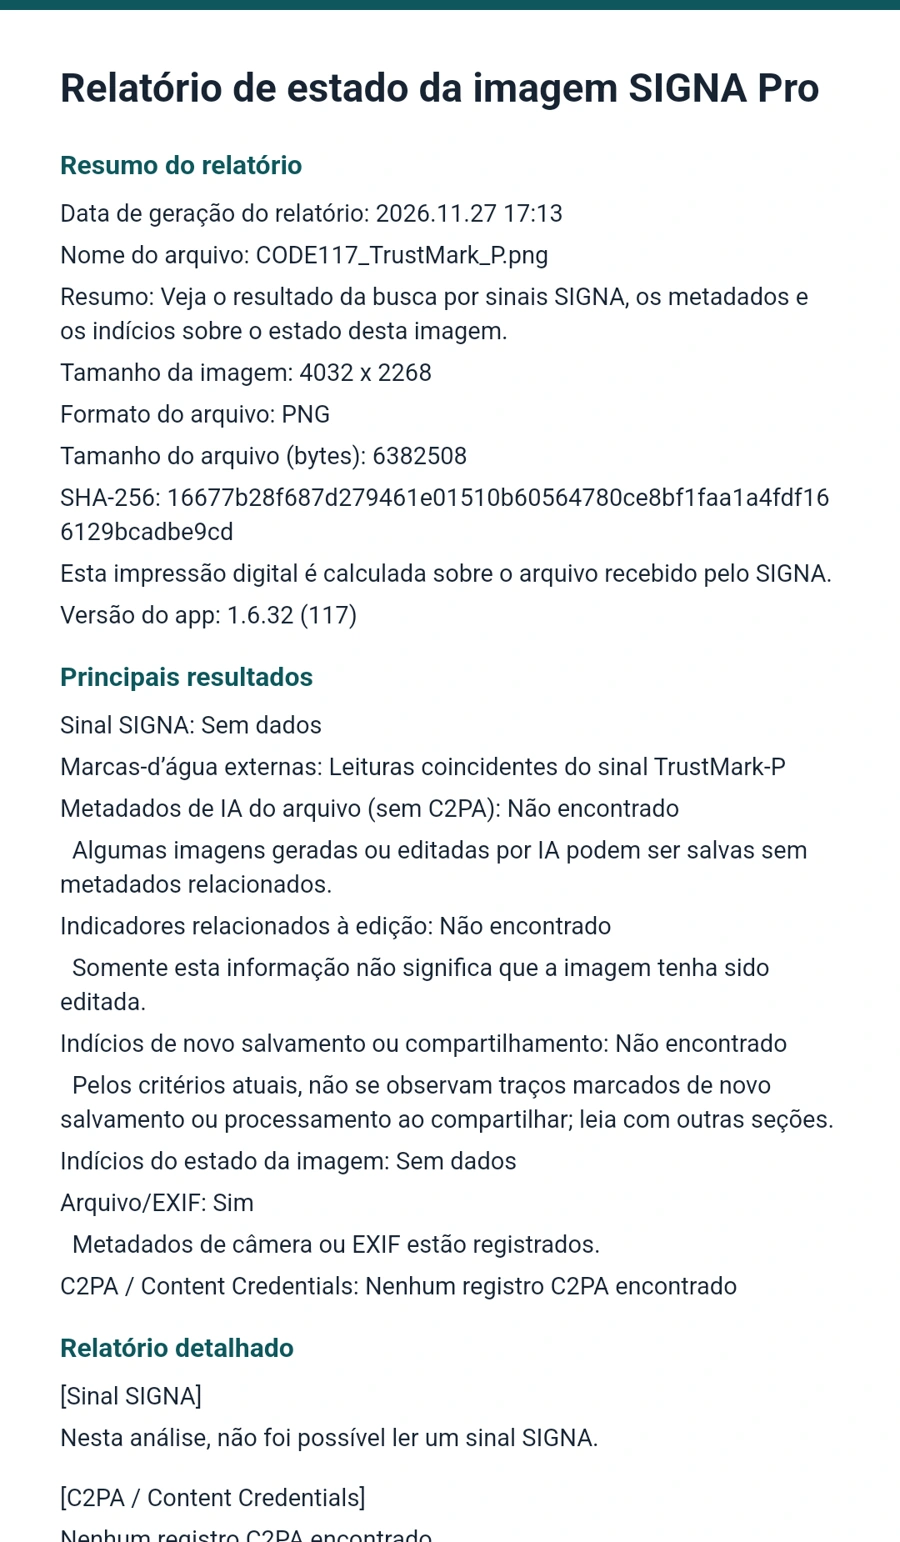 Relatório de estado da imagem SIGNA Pro
Resumo do relatório
Data de geração do relatório: 2026.11.27 17:13
Nome do arquivo: CODE117_TrustMark_P.png
Resumo: Veja o resultado da busca por sinais SIGNA, os metadados e
os indícios sobre o estado desta imagem.
Tamanho da imagem: 4032 x 2268
Formato do arquivo: PNG
Tamanho do arquivo (bytes): 6382508
SHA-256: 16677b28f687d279461e01510b60564780ce8bf1faa1a4fdf16
6129bcadbe9cd
Esta impressão digital é calculada sobre o arquivo recebido pelo SIGNA.
Versão do app: 1.6.32 (117)
Principais resultados
Sinal SIGNA: Sem dados
Marcas-d’água externas: Leituras coincidentes do sinal TrustMark-P
Metadados de IA do arquivo (sem C2PA): Não encontrado
Algumas imagens geradas ou editadas por IA podem ser salvas sem
metadados relacionados.
Indicadores relacionados à edição: Não encontrado
Somente esta informação não significa que a imagem tenha sido
editada.
Indícios de novo salvamento ou compartilhamento: Não encontrado
Pelos critérios atuais, não se observam traços marcados de novo
salvamento ou processamento ao compartilhar; leia com outras seções.
Indícios do estado da imagem: Sem dados
Arquivo/EXIF: Sim
Metadados de câmera ou EXIF estão registrados.
C2PA / Content Credentials: Nenhum registro C2PA encontrado
Relatório detalhado
[Sinal SIGNA]
Nesta análise, não foi possível ler um sinal SIGNA.
[C2PA / Content Credentials]
Nenhum registro C2PA encontrado